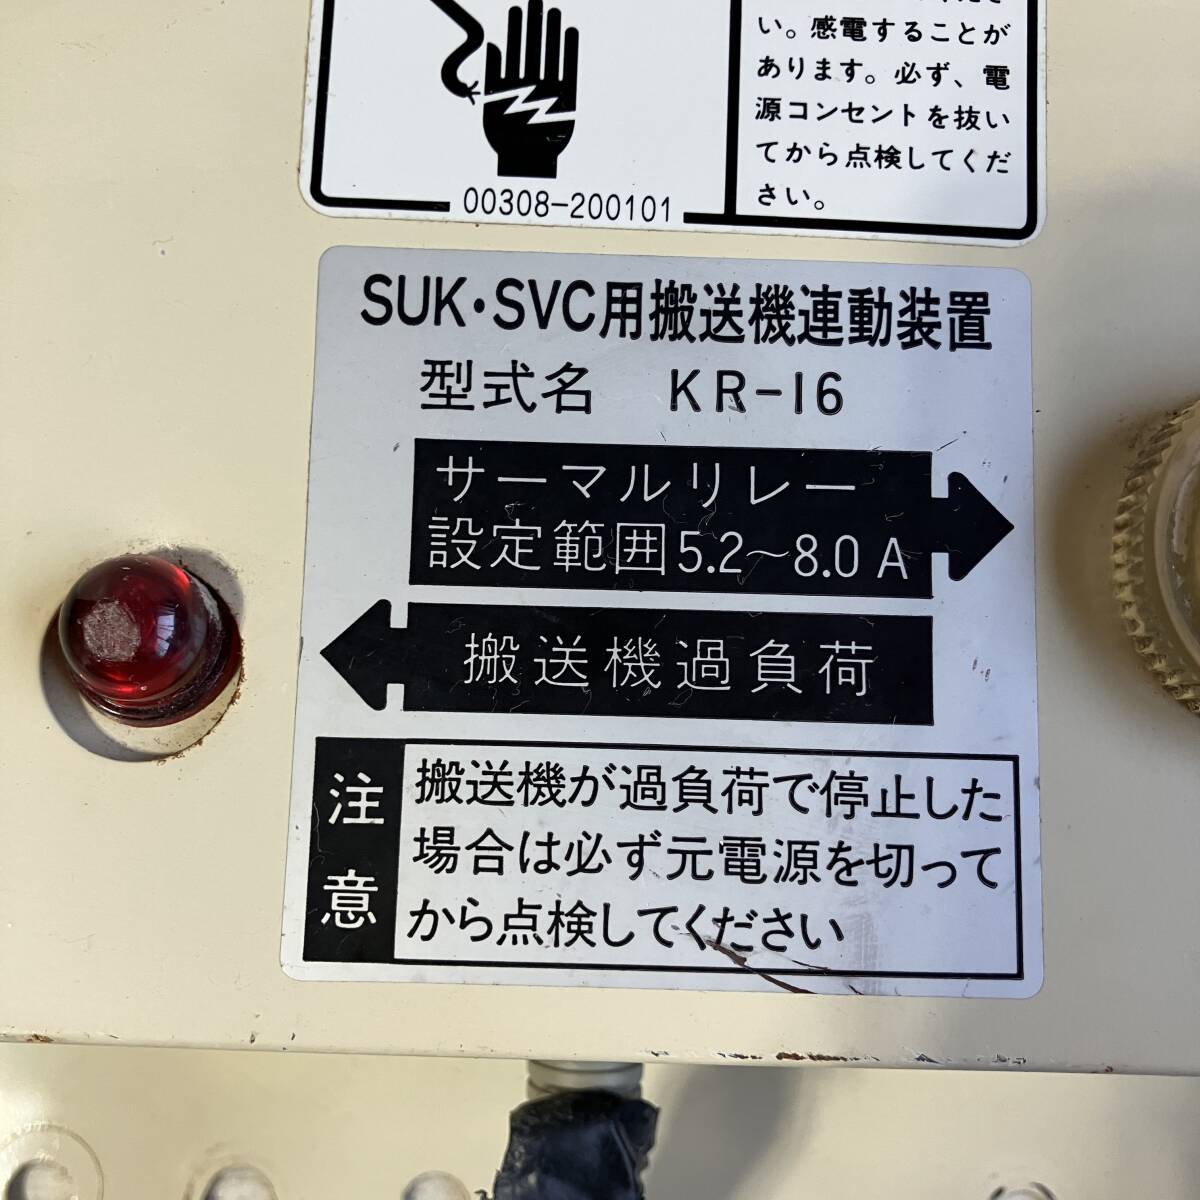 い。感電することが
あります。必ず、電
源コンセントを抜い
てから点検してくだ
さい。
00308-200101
SUK・SVC用搬送機連動装置
型式名 KR-16
サーマルリレー
設定範囲5.2～8.0A
搬送機過負荷
注意
搬送機が過負荷で停止した
場合は必ず元電源を切って
から点検してください